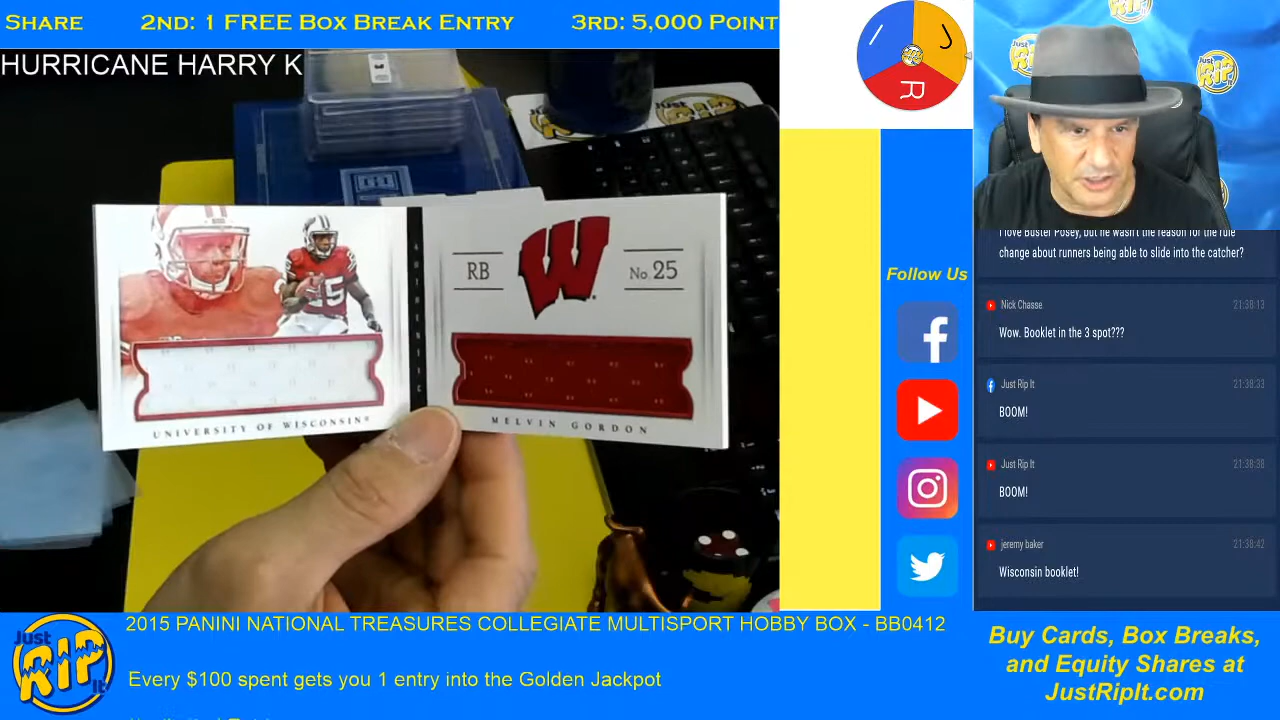 SHARE 2ND: 1 FREE BOX BREAK ENTRY 3RD: 5,000 POINT
HURRICANE HARRY K
J
R
I
RB
No. 25
W
25
UNIVERSITY OF WISCONSIN
MELVIN GORDON
Follow Us
I love Buster Posey, but he wasn't the reason for the rule
change about runners being able to slide into the catcher?
Nick Chasse 21:38:13
Wow. Booklet in the 3 spot???
Just Rip It 21:38:33
BOOM!
Just Rip It 21:38:38
BOOM!
jeremy baker 21:38:42
Wisconsin booklet!
Just
RIP
It
2015 PANINI NATIONAL TREASURES COLLEGIATE MULTISPORT HOBBY BOX - BB0412
Every $100 spent gets you 1 entry into the Golden Jackpot
Buy Cards, Box Breaks,
and Equity Shares at
JustRipIt.com